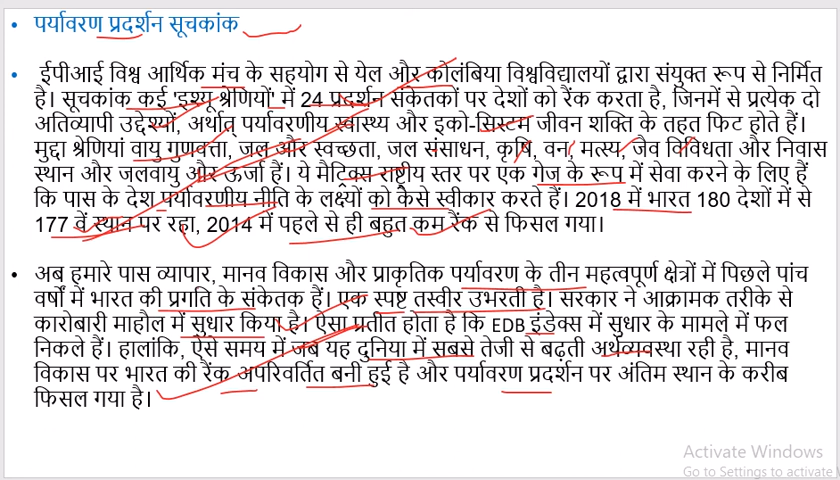 पर्यावरण प्रदर्शन सूचकांक
ईपीआई विश्व आर्थिक मंच के सहयोग से येल और कोलंबिया विश्वविद्यालयों द्वारा संयुक्त रूप से निर्मित
है। सूचकांक कई 'इश्यू श्रेणियों' में 24 प्रदर्शन संकेतकों पर देशों को रैंक करता है, जिनमें से प्रत्येक दो
अतिव्यापी उद्देश्यों, अर्थात् पर्यावरणीय स्वास्थ्य और इको-सिस्टम जीवन शक्ति के तहत फिट होते हैं।
मुद्दा श्रेणियां वायु गुणवत्ता, जल और स्वच्छता, जल संसाधन, कृषि, वन, मत्स्य, जैव विविधता और निवास
स्थान और जलवायु और ऊर्जा हैं। ये मैट्रिक्स राष्ट्रीय स्तर पर एक गेज के रूप में सेवा करने के लिए हैं
कि पास के देश पर्यावरणीय नीति के लक्ष्यों को कैसे स्वीकार करते हैं। 2018 में भारत 180 देशों में से
177 वें स्थान पर रहा, 2014 में पहले से ही बहुत कम रैंक से फिसल गया।
अब हमारे पास व्यापार, मानव विकास और प्राकृतिक पर्यावरण के तीन महत्वपूर्ण क्षेत्रों में पिछले पांच
वर्षों में भारत की प्रगति के संकेतक हैं। एक स्पष्ट तस्वीर उभरती है। सरकार ने आक्रामक तरीके से
कारोबारी माहौल में सुधार किया है। ऐसा प्रतीत होता है कि EDB इंडेक्स में सुधार के मामले में फल
निकले हैं। हालांकि, ऐसे समय में जब यह दुनिया में सबसे तेजी से बढ़ती अर्थव्यवस्था रही है, मानव
विकास पर भारत की रैंक अपरिवर्तित बनी हुई है और पर्यावरण प्रदर्शन पर अंतिम स्थान के करीब
फिसल गया है।
Activate Windows
Go to Settings to activate